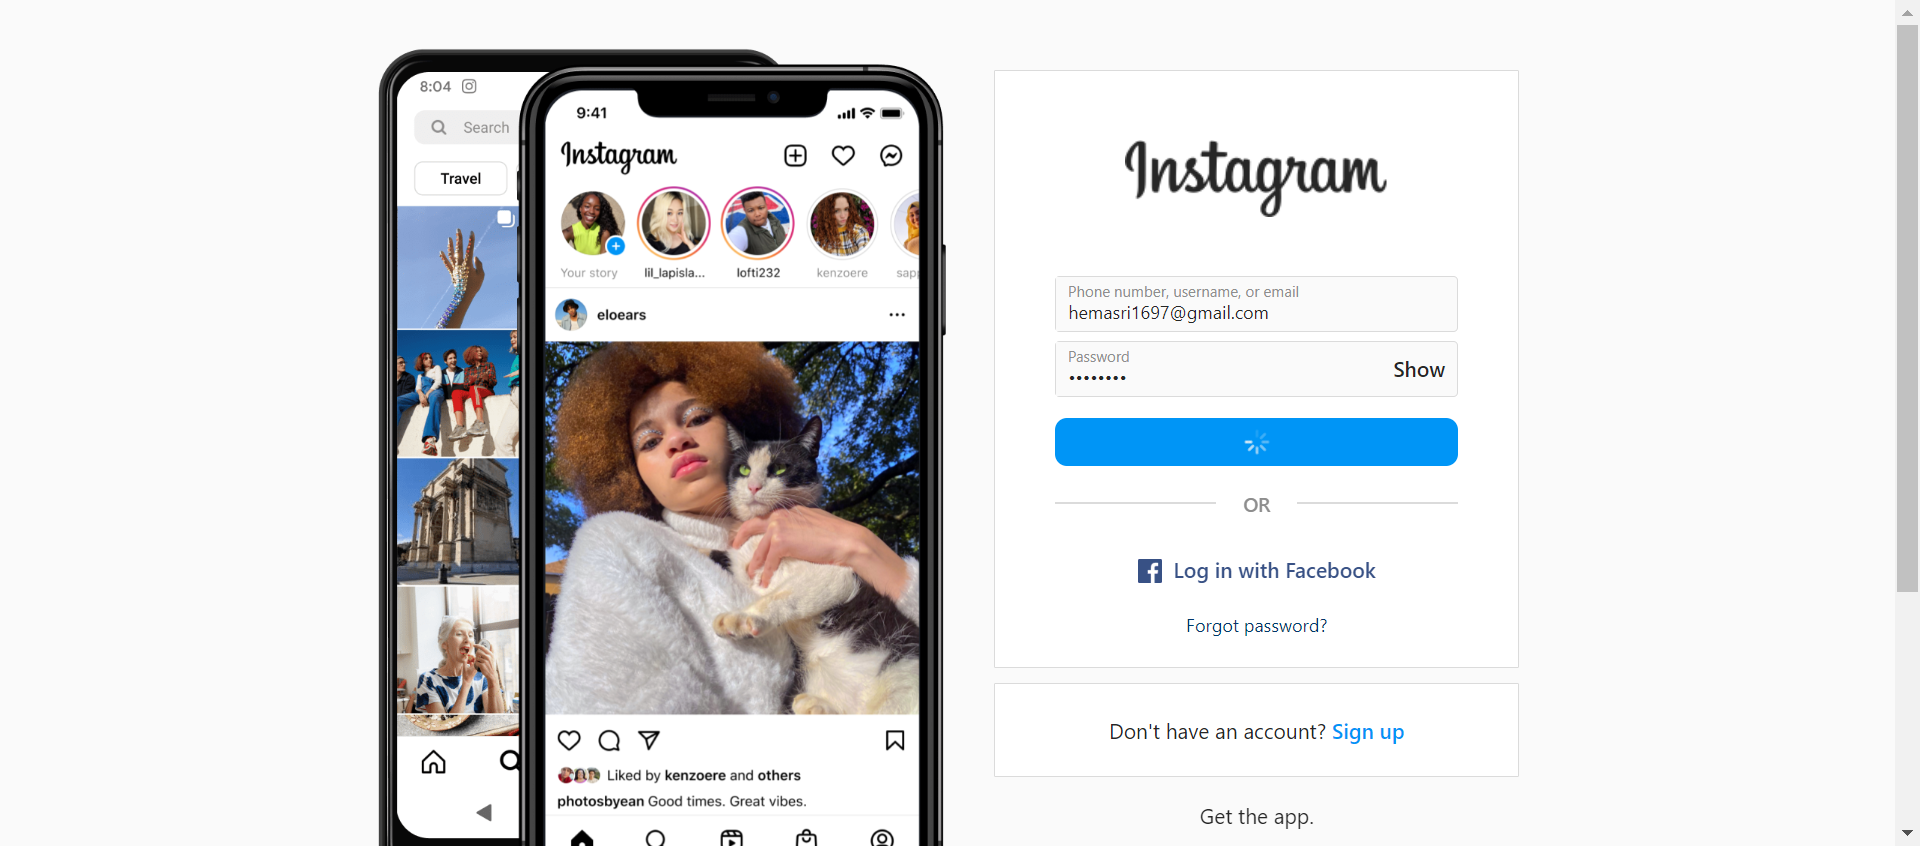 8:04
Search
Travel
9:41
Instagram
Your story
lil_lapisla...
lofti232
kenzoere
sapp
eloears
Liked by kenzoere and others
photosbyean Good times. Great vibes.
Instagram
Phone number, username, or email
hemasri1697@gmail.com
Password
••••••••
Show
OR
Log in with Facebook
Forgot password?
Don't have an account? Sign up
Get the app.